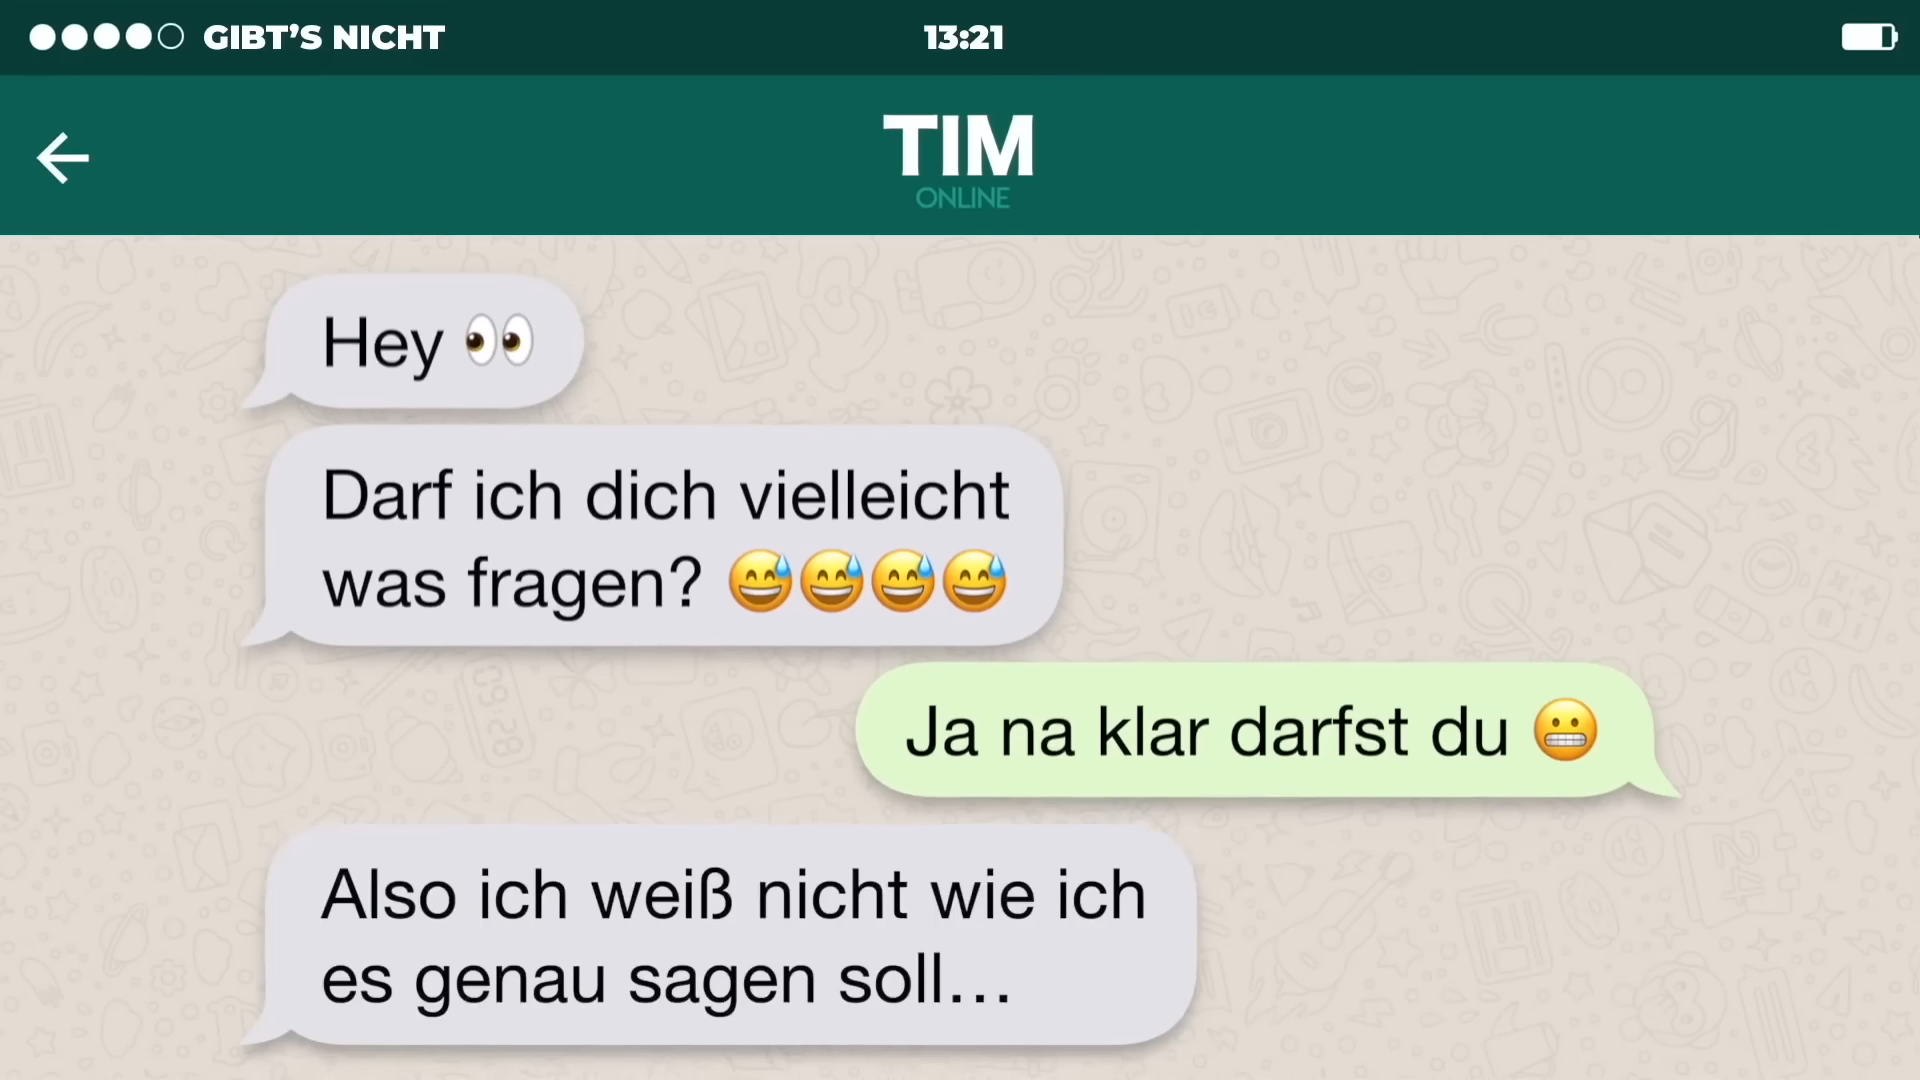 GIBT’S NICHT
13:21
TIM
ONLINE
Hey 👀
Darf ich dich vielleicht
was fragen? 😅😅😅😅
Ja na klar darfst du 😬
Also ich weiß nicht wie ich
es genau sagen soll...